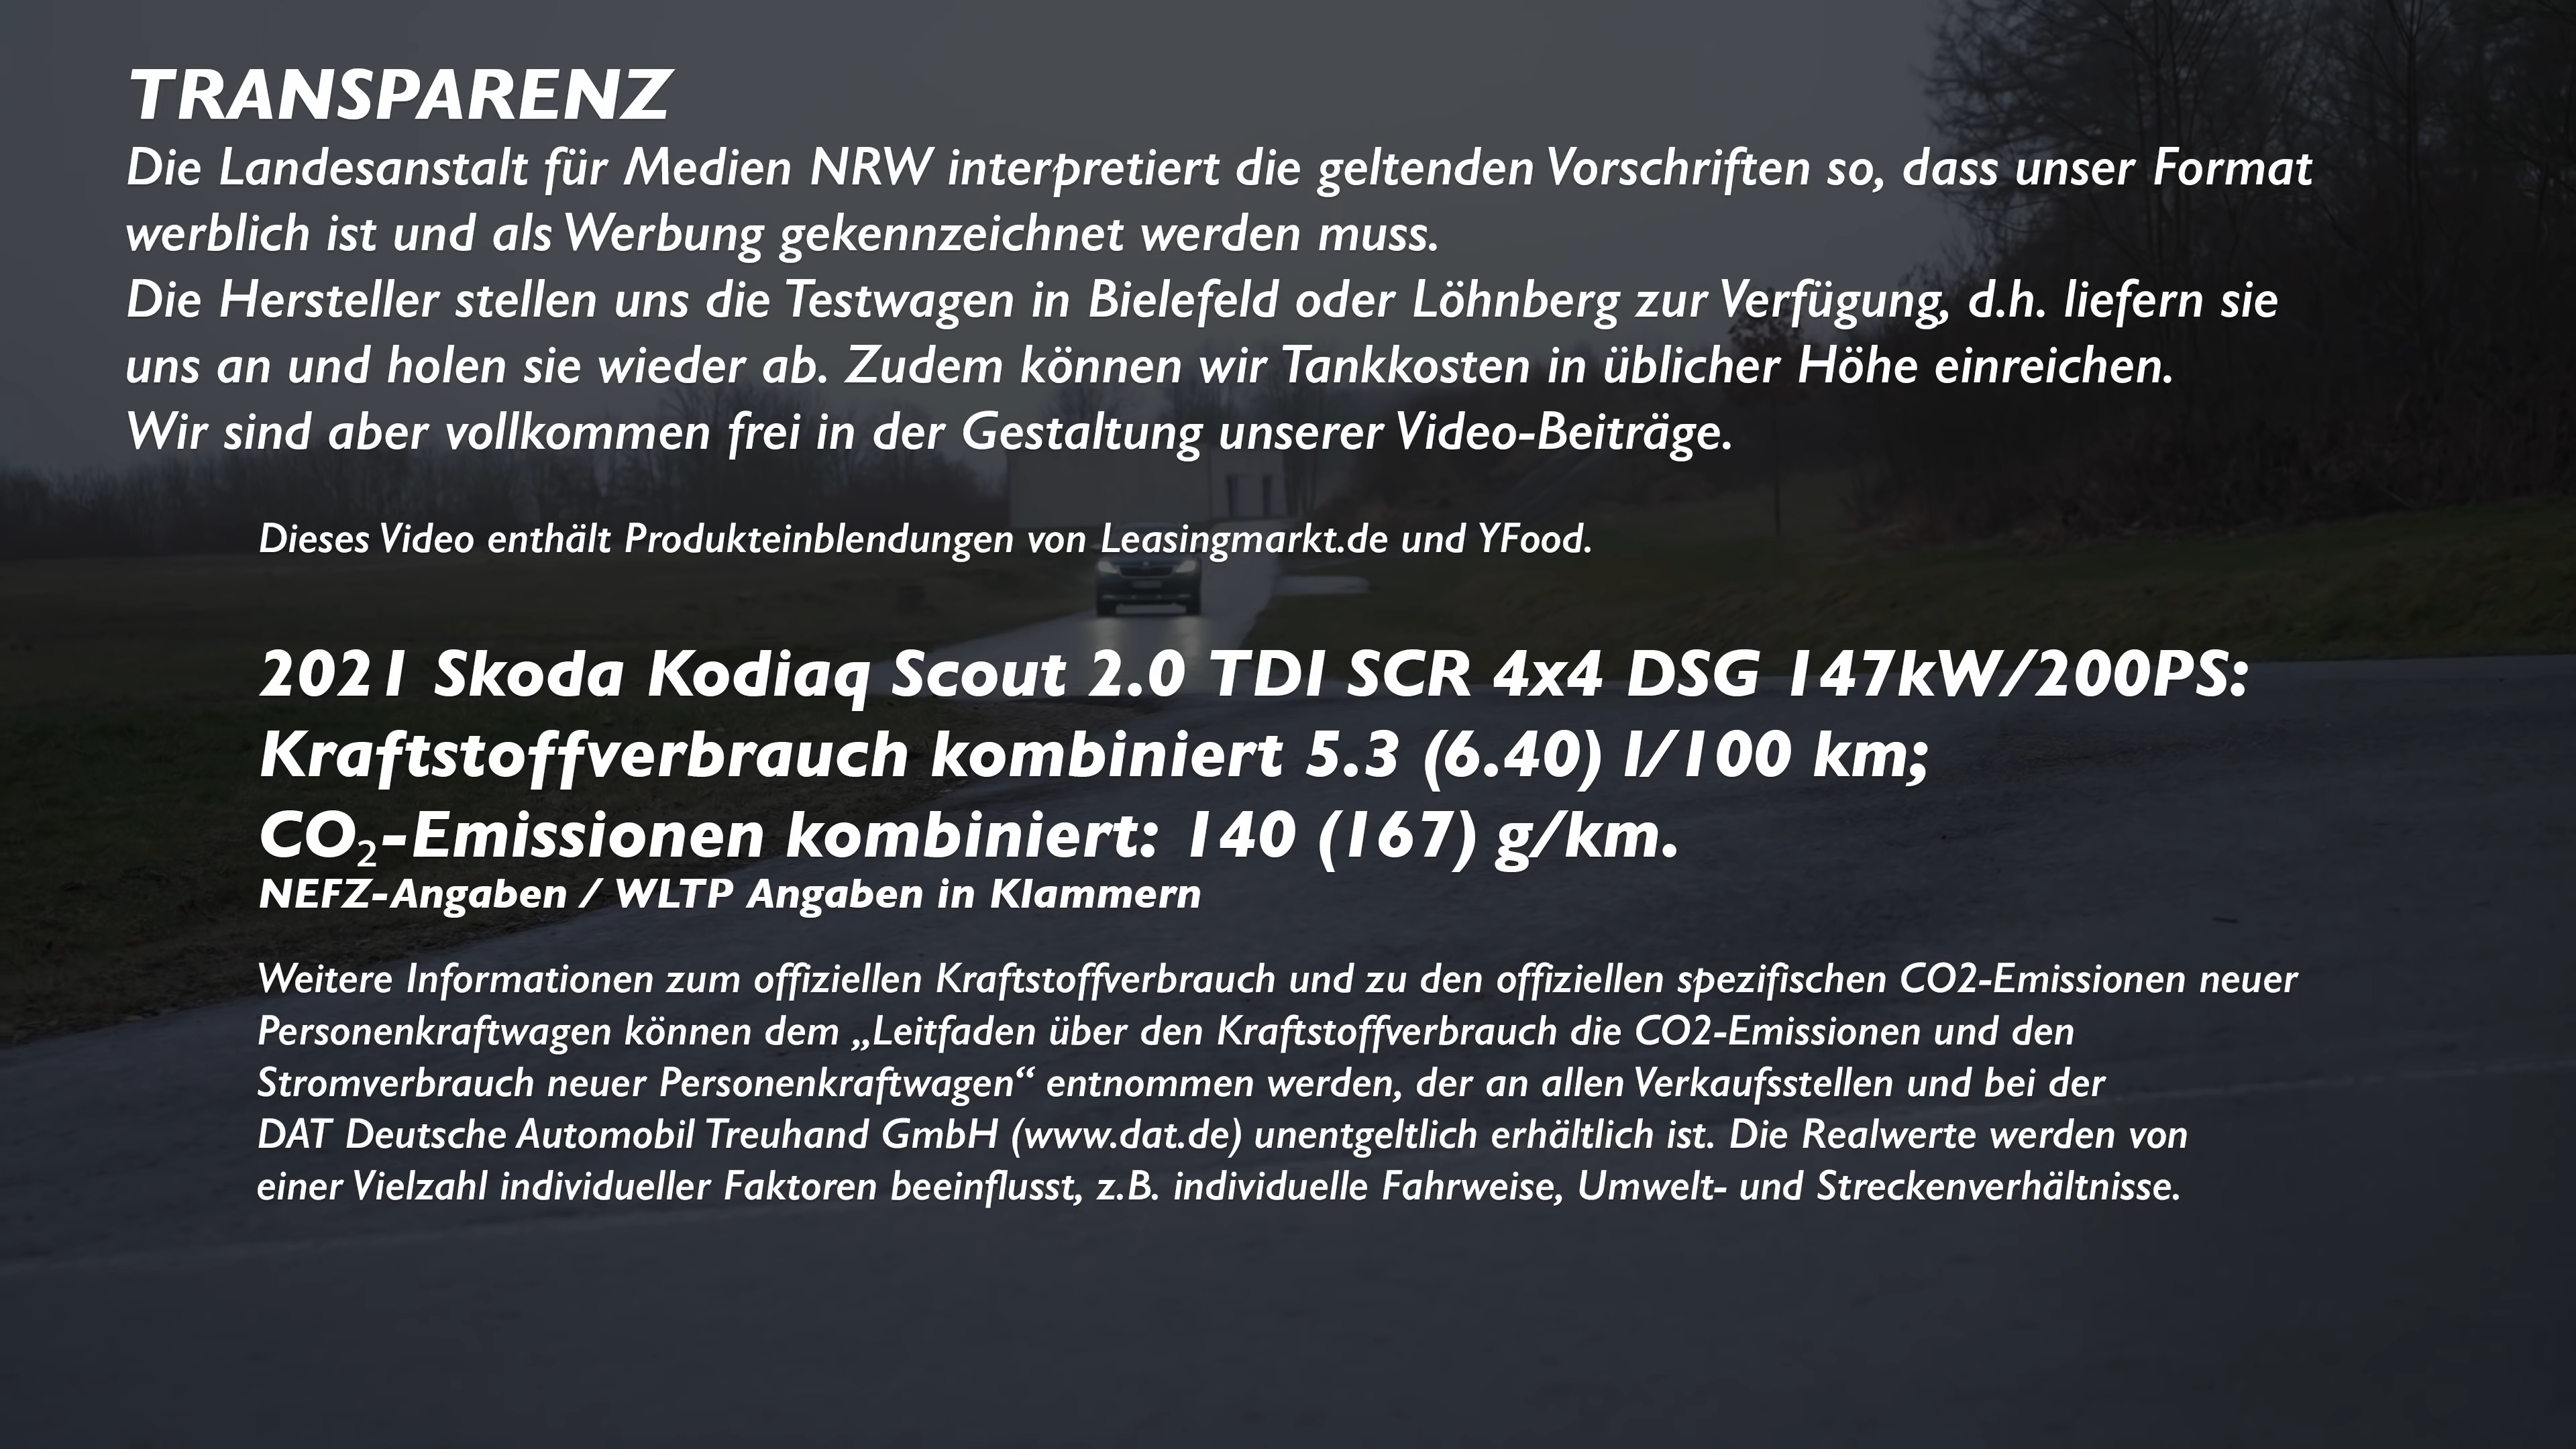 TRANSPARENZ
Die Landesanstalt für Medien NRW interpretiert die geltenden Vorschriften so, dass unser Format
werblich ist und als Werbung gekennzeichnet werden muss.
Die Hersteller stellen uns die Testwagen in Bielefeld oder Löhnberg zur Verfügung, d.h. liefern sie
uns an und holen sie wieder ab. Zudem können wir Tankkosten in üblicher Höhe einreichen.
Wir sind aber vollkommen frei in der Gestaltung unserer Video-Beiträge.
Dieses Video enthält Produkteinblendungen von Leasingmarkt.de und YFood.
2021 Skoda Kodiaq Scout 2.0 TDI SCR 4x4 DSG 147kW/200PS:
Kraftstoffverbrauch kombiniert 5.3 (6.40) l/100 km;
CO₂-Emissionen kombiniert: 140 (167) g/km.
NEFZ-Angaben / WLTP Angaben in Klammern
Weitere Informationen zum offiziellen Kraftstoffverbrauch und zu den offiziellen spezifischen CO2-Emissionen neuer
Personenkraftwagen können dem „Leitfaden über den Kraftstoffverbrauch die CO2-Emissionen und den
Stromverbrauch neuer Personenkraftwagen“ entnommen werden, der an allen Verkaufsstellen und bei der
DAT Deutsche Automobil Treuhand GmbH (www.dat.de) unentgeltlich erhältlich ist. Die Realwerte werden von
einer Vielzahl individueller Faktoren beeinflusst, z.B. individuelle Fahrweise, Umwelt- und Streckenverhältnisse.